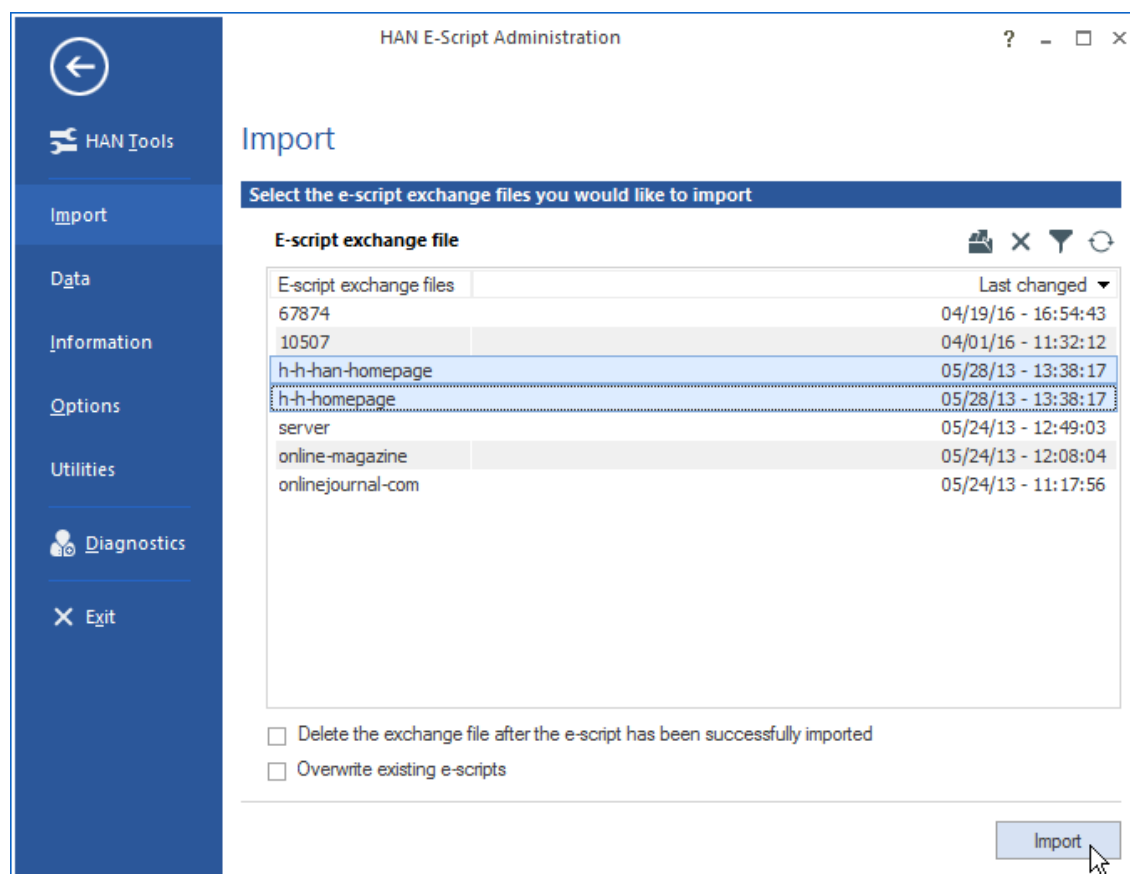 HAN E-Script Administration
?
HAN Tools
Import
Data
Information
Options
Utilities
Diagnostics
Exit
Import
Select the e-script exchange files you would like to import
E-script exchange file
E-script exchange files Last changed
67874 04/19/16 - 16:54:43
10507 04/01/16 - 11:32:12
h-h-han-homepage 05/28/13 - 13:38:17
h-h-homepage 05/28/13 - 13:38:17
server 05/24/13 - 12:49:03
online-magazine 05/24/13 - 12:08:04
onlinejournal-com 05/24/13 - 11:17:56
Delete the exchange file after the e-script has been successfully imported
Overwrite existing e-scripts
Import